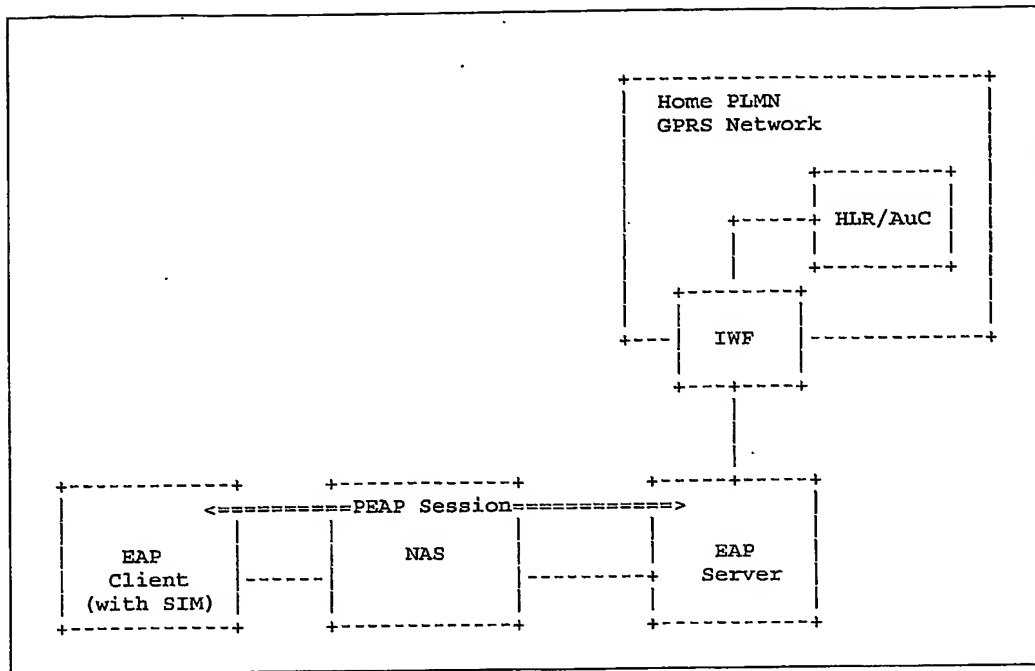 Home PLMN
GPRS Network
HLR/AuC
IWF
<==========PEAP Session============>
EAP
Client
(with SIM)
NAS
EAP
Server